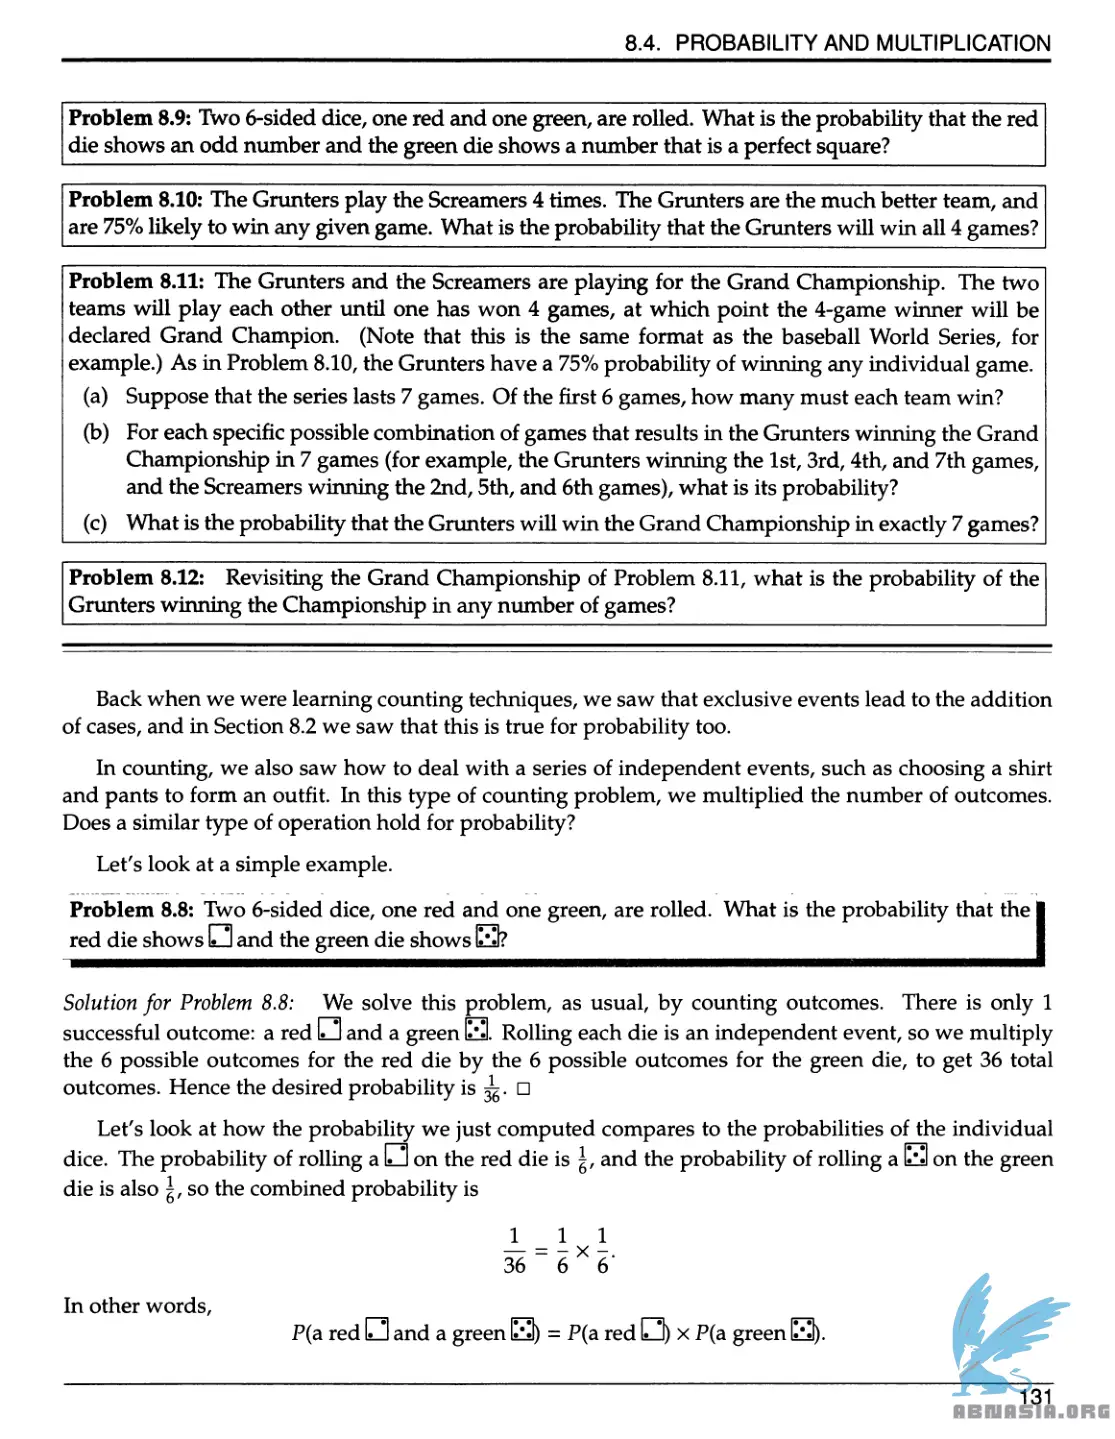 8.4. PROBABILITY AND MULTIPLICATION
Problem 8.9: Two 6-sided dice, one red and one green, are rolled. What is the probability that the red
die shows an odd number and the green die shows a number that is a perfect square?
Problem 8.10: The Grunters play the Screamers 4 times. The Grunters are the much better team, and
are 75% likely to win any given game. What is the probability that the Grunters will win all 4 games?
Problem 8.11: The Grunters and the Screamers are playing for the Grand Championship. The two
teams will play each other until one has won 4 games, at which point the 4-game winner will be
declared Grand Champion. (Note that this is the same format as the baseball World Series, for
example.) As in Problem 8.10, the Grunters have a 75% probability of winning any individual game.
(a) Suppose that the series lasts 7 games. Of the first 6 games, how many must each team win?
(b) For each specific possible combination of games that results in the Grunters winning the Grand
Championship in 7 games (for example, the Grunters winning the 1st, 3rd, 4th, and 7th games,
and the Screamers winning the 2nd, 5th, and 6th games), what is its probability?
(c) What is the probability that the Grunters will win the Grand Championship in exactly 7 games?
Problem 8.12: Revisiting the Grand Championship of Problem 8.11, what is the probability of the
Grunters winning the Championship in any number of games?
Back when we were learning counting techniques, we saw that exclusive events lead to the addition
of cases, and in Section 8.2 we saw that this is true for probability too.
In counting, we also saw how to deal with a series of independent events, such as choosing a shirt
and pants to form an outfit. In this type of counting problem, we multiplied the number of outcomes.
Does a similar type of operation hold for probability?
Let's look at a simple example.
Problem 8.8: Two 6-sided dice, one red and one green, are rolled. What is the probability that the
red die shows ⚁ and the green die shows ⚄?
Solution for Problem 8.8: We solve this problem, as usual, by counting outcomes. There is only 1
successful outcome: a red ⚁ and a green ⚄. Rolling each die is an independent event, so we multiply
the 6 possible outcomes for the red die by the 6 possible outcomes for the green die, to get 36 total
outcomes. Hence the desired probability is 1/36. □
Let's look at how the probability we just computed compares to the probabilities of the individual
dice. The probability of rolling a ⚁ on the red die is 1/6, and the probability of rolling a ⚄ on the green
die is also 1/6, so the combined probability is
1/36 = 1/6 × 1/6.
In other words,
P(a red ⚁ and a green ⚄) = P(a red ⚁) × P(a green ⚄).
131
ABNASIA.ORG